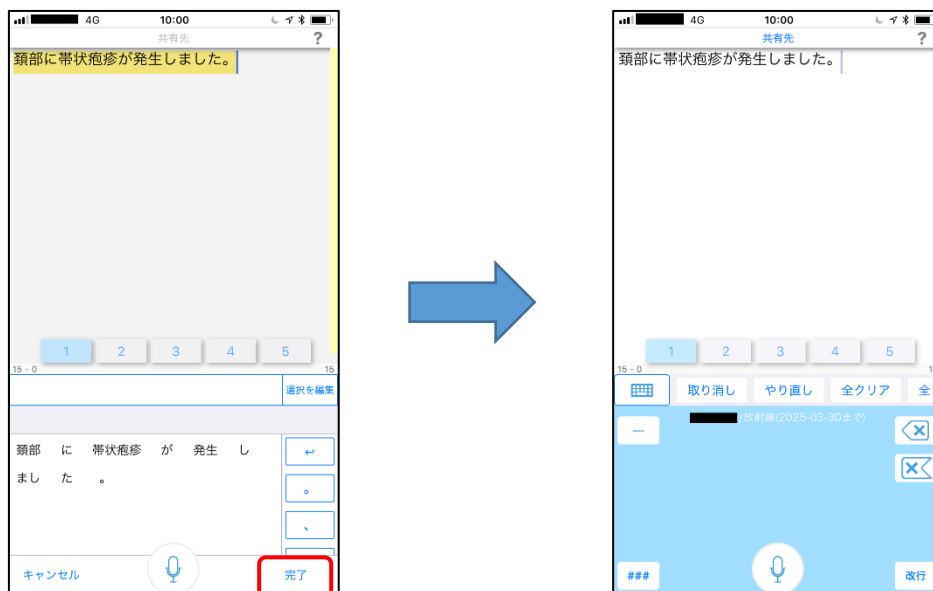 4G 10:00
共有先 ?
頚部に帯状疱疹が発生しました。
1 2 3 4 5
15 - 0 15
選択を編集
頚部 に 帯状疱疹 が 発生 し
まし た 。
。
、
キャンセル 完了
4G 10:00
共有先 ?
頚部に帯状疱疹が発生しました。
1 2 3 4 5
15 - 0
取り消し やり直し 全クリア 全
/放射線(2025-03-30まで)
###
改行